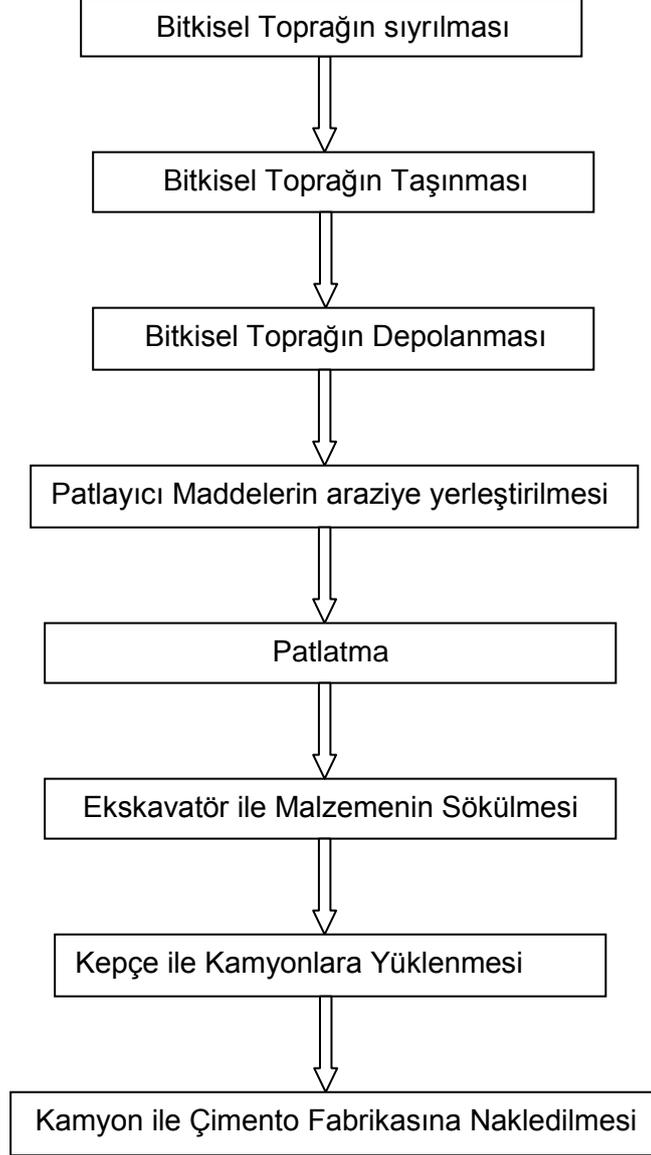 Bitkisel Toprağın sıyrılması
Bitkisel Toprağın Taşınması
Bitkisel Toprağın Depolanması
Patlayıcı Maddelerin araziye yerleştirilmesi
Patlatma
Ekskavatör ile Malzemenin Sökülmesi
Kepçe ile Kamyonlara Yüklenmesi
Kamyon ile Çimento Fabrikasına Nakledilmesi